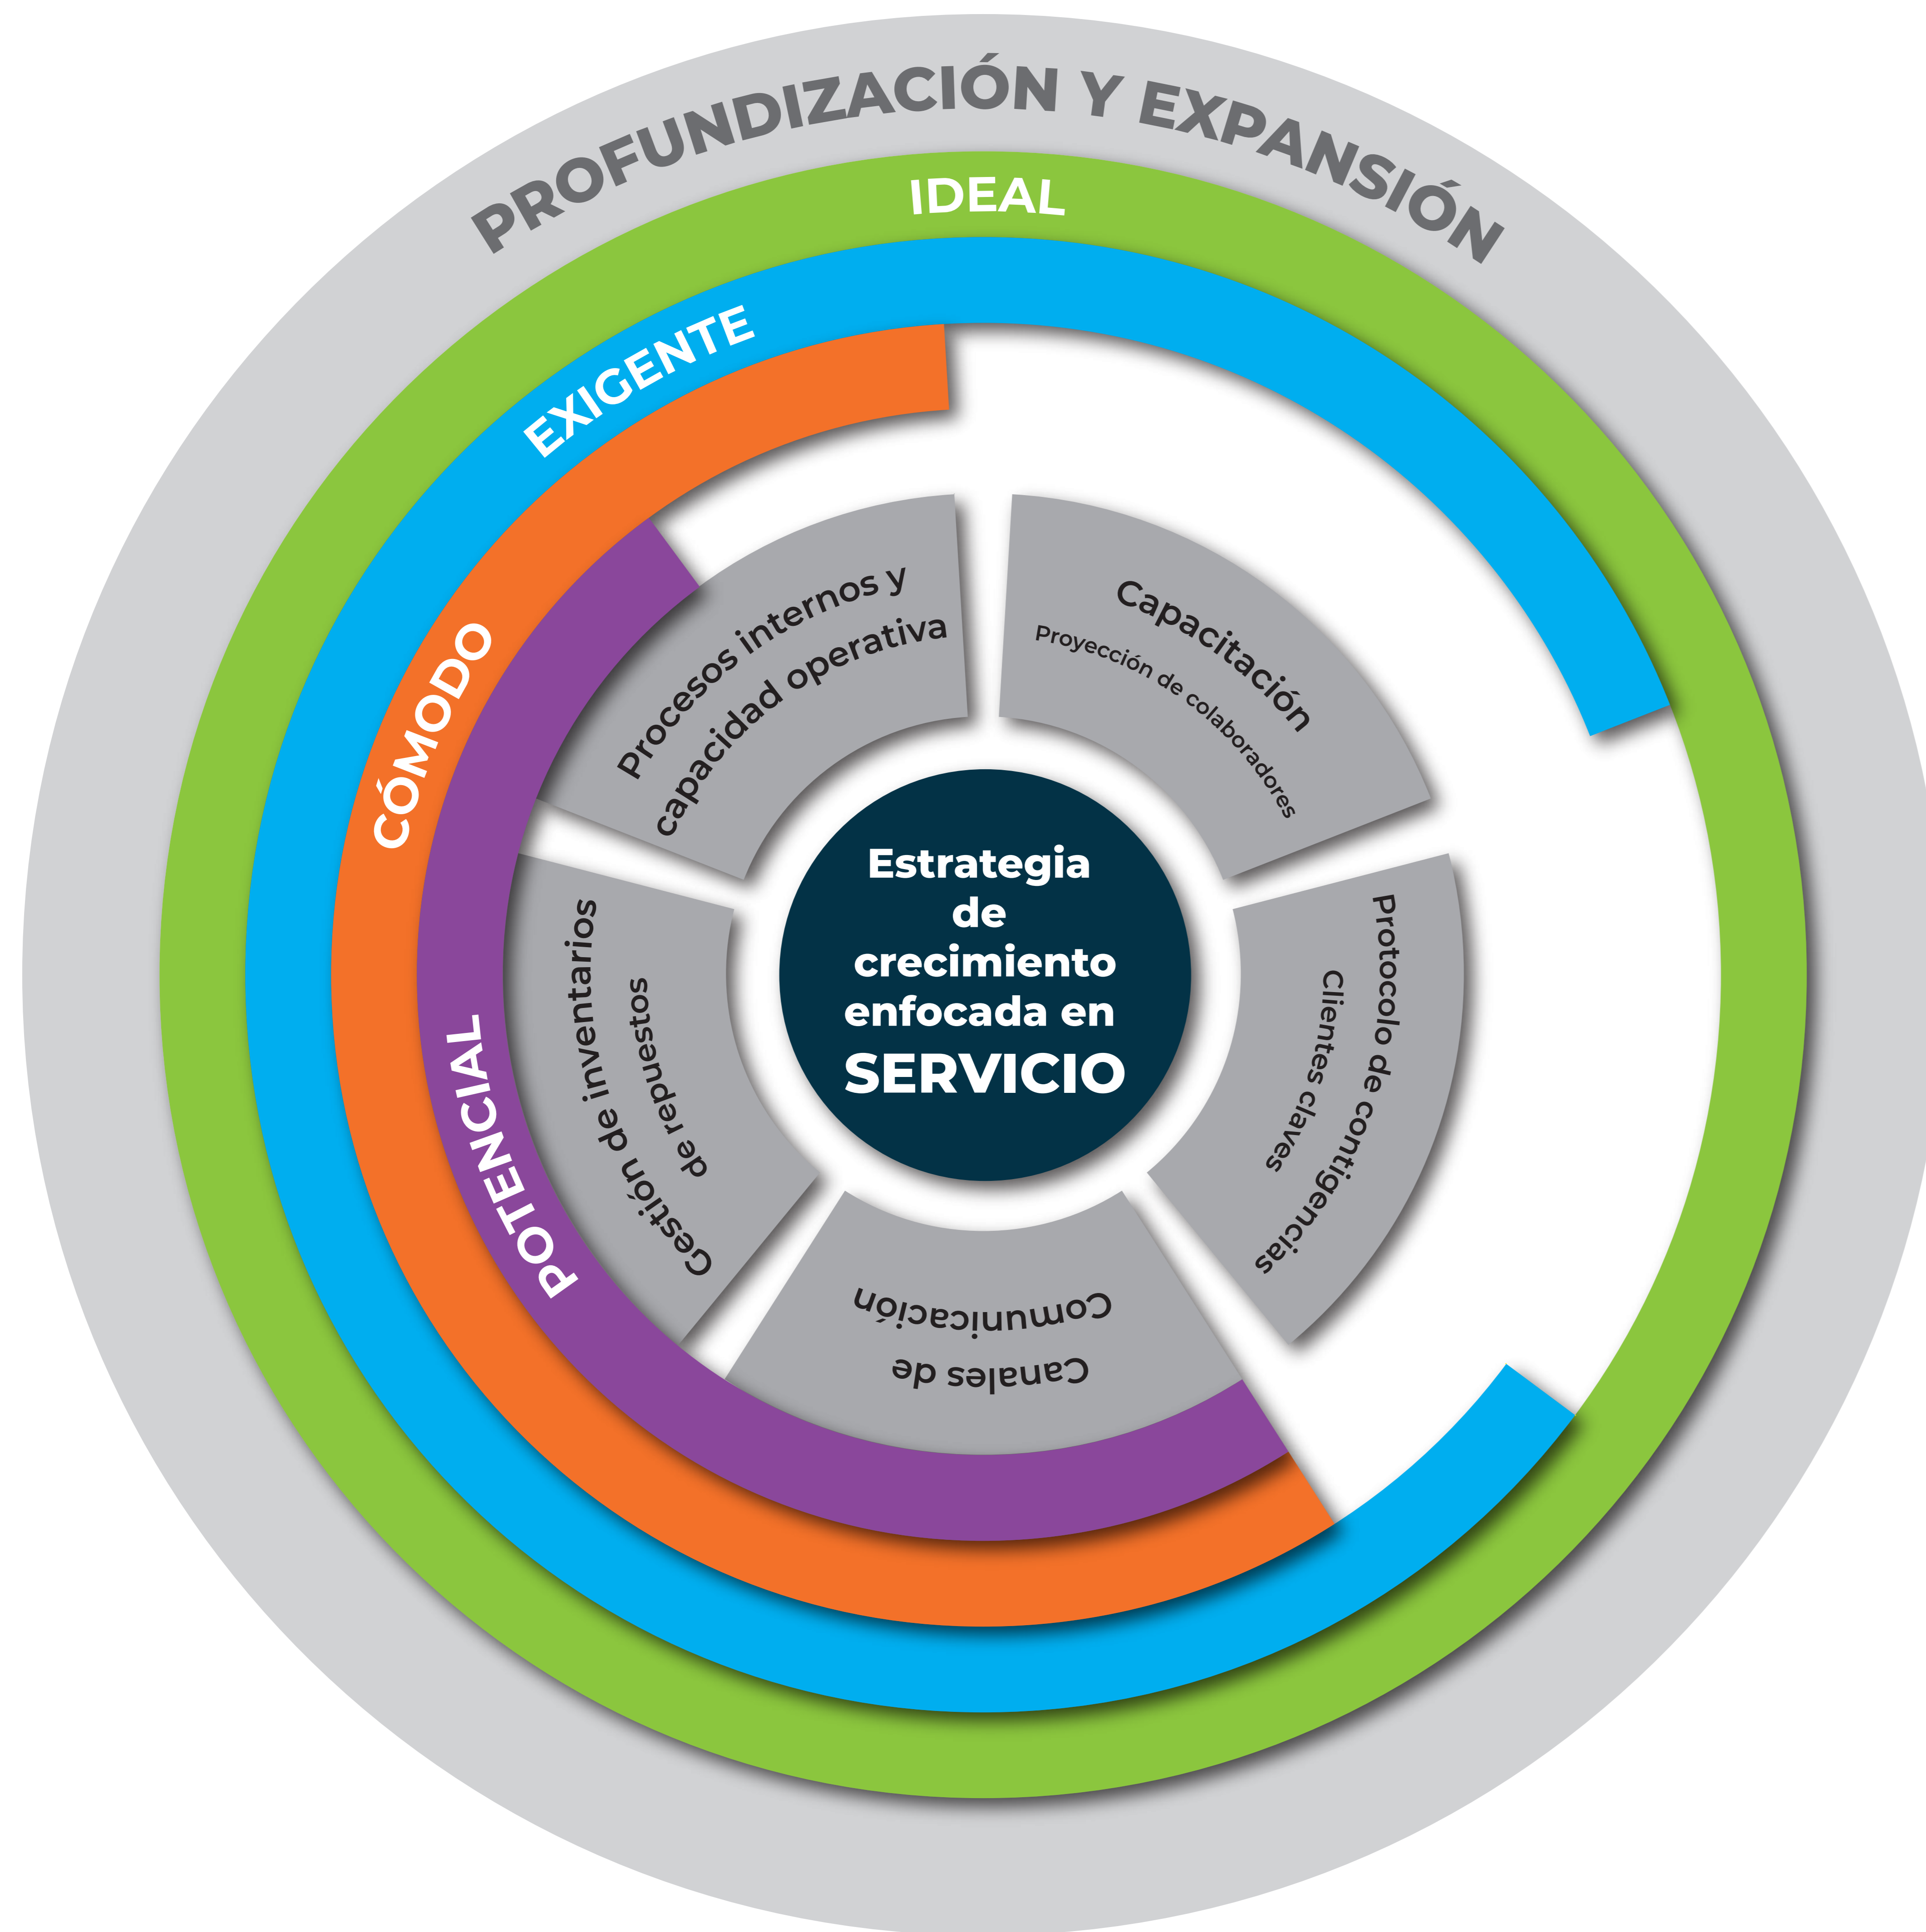 PROFUNDIZACIÓN Y EXPANSIÓN
IDEAL
EXIGENTE
CÓMODO
POTENCIAL
Procesos internos y
capacidad operativa
Capacitación
Proyección de colaboradores
Protocolo de contigencias
Clientes claves
Canales de
Comunicación
Gestión de inventarios
de repuestos
Estrategia
de
crecimiento
enfocada en
SERVICIO